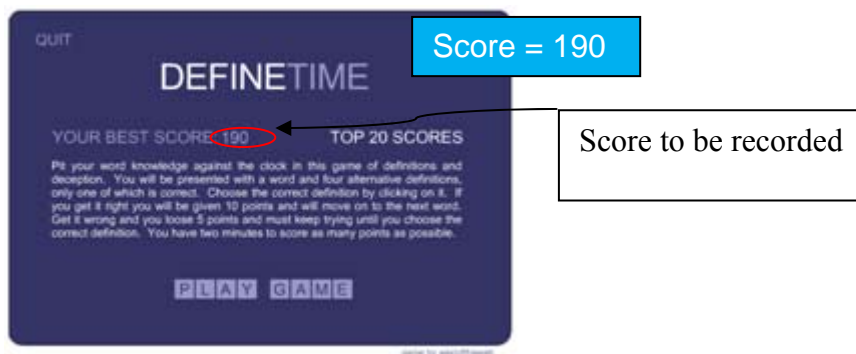 QUIT
Score = 190
DEFINETIME
YOUR BEST SCORE: 190 TOP 20 SCORES
Score to be recorded
Pit your word knowledge against the clock in this game of definitions and
deception. You will be presented with a word and four alternative definitions,
only one of which is correct. Choose the correct definition by clicking on it. If
you get it right you will be given 10 points and will move on to the next word.
Get it wrong and you loose 5 points and must keep trying until you choose the
correct definition. You have two minutes to score as many points as possible.
PLAY GAME